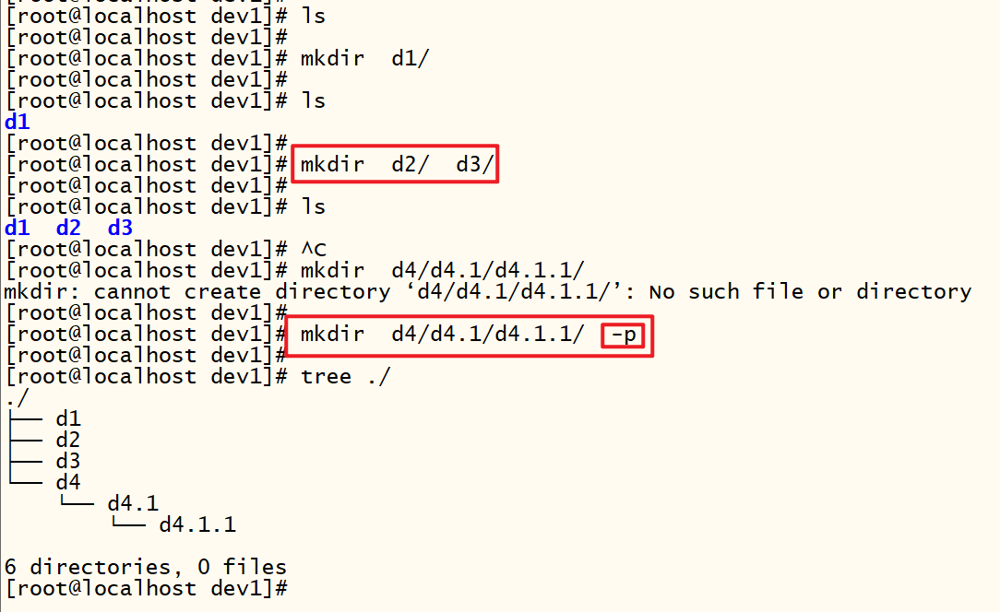 [root@localhost dev1]#
[root@localhost dev1]# ls
[root@localhost dev1]#
[root@localhost dev1]# mkdir  d1/
[root@localhost dev1]#
[root@localhost dev1]# ls
d1
[root@localhost dev1]#
[root@localhost dev1]# mkdir  d2/  d3/
[root@localhost dev1]#
[root@localhost dev1]# ls
d1  d2  d3
[root@localhost dev1]# ^C
[root@localhost dev1]# mkdir  d4/d4.1/d4.1.1/
mkdir: cannot create directory ‘d4/d4.1/d4.1.1/’: No such file or directory
[root@localhost dev1]#
[root@localhost dev1]# mkdir  d4/d4.1/d4.1.1/  -p
[root@localhost dev1]#
[root@localhost dev1]# tree ./
./
├── d1
├── d2
├── d3
└── d4
    └── d4.1
        └── d4.1.1

6 directories, 0 files
[root@localhost dev1]#